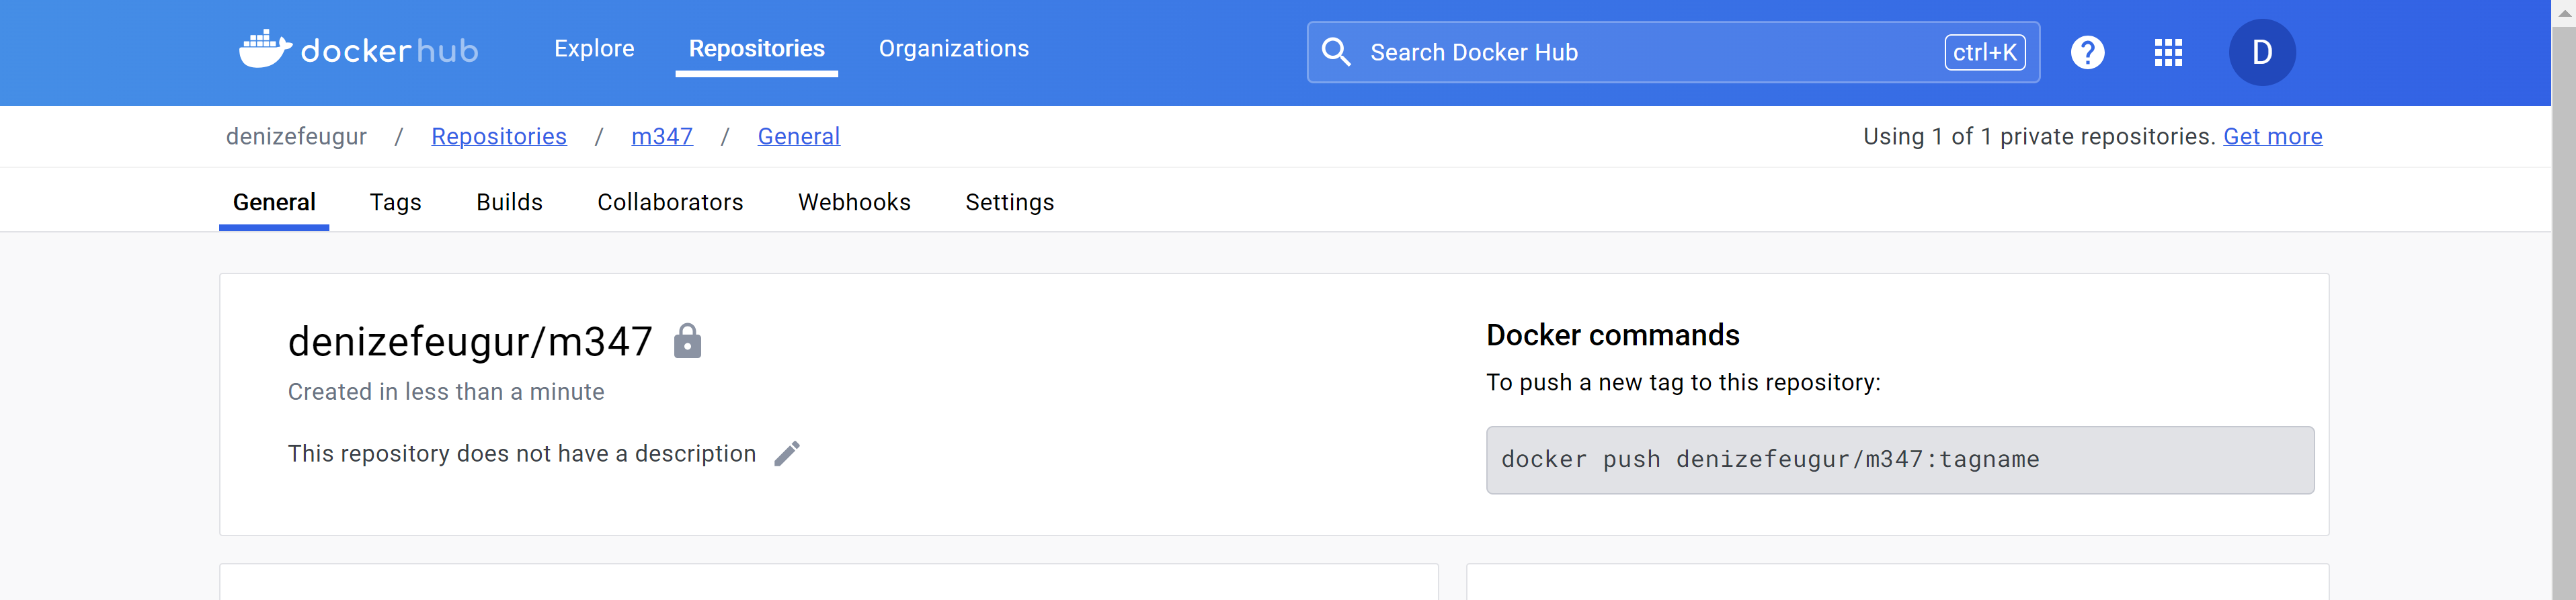 dockerhub Explore Repositories Organizations Search Docker Hub ctrl+K ? D
denizefeugur / Repositories / m347 / General Using 1 of 1 private repositories. Get more
General Tags Builds Collaborators Webhooks Settings
denizefeugur/m347
Created in less than a minute
This repository does not have a description
Docker commands
To push a new tag to this repository:
docker push denizefeugur/m347:tagname